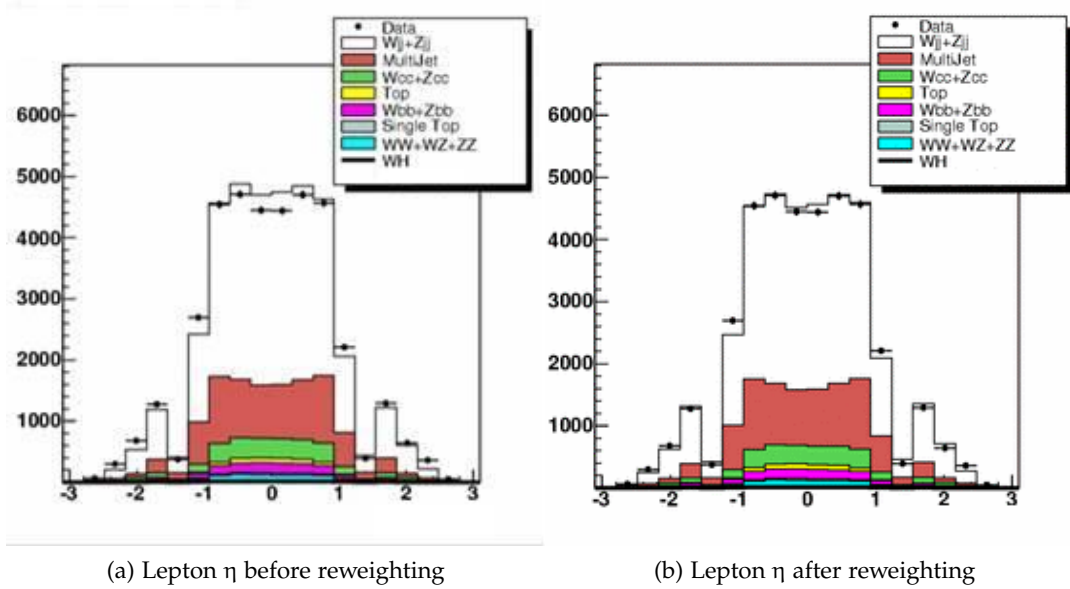 Data
Wjj+Zjj
MultiJet
Wcc+Zcc
Top
Wbb+Zbb
Single Top
WW+WZ+ZZ
WH
6000
5000
4000
3000
2000
1000
-3 -2 -1 0 1 2 3
(a) Lepton η before reweighting
Data
Wjj+Zjj
MultiJet
Wcc+Zcc
Top
Wbb+Zbb
Single Top
WW+WZ+ZZ
WH
6000
5000
4000
3000
2000
1000
-3 -2 -1 0 1 2 3
(b) Lepton η after reweighting